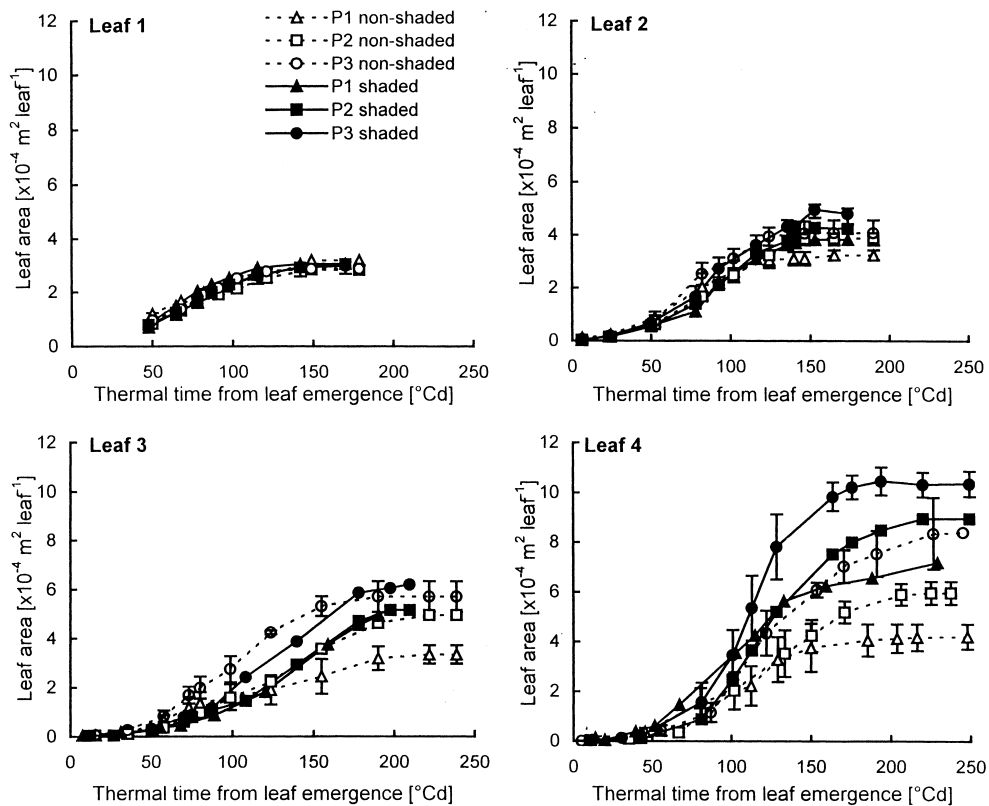 Leaf 1
P1 non-shaded
P2 non-shaded
P3 non-shaded
P1 shaded
P2 shaded
P3 shaded
Leaf area [x10⁻⁴ m² leaf⁻¹]
12
10
8
6
4
2
0
0 50 100 150 200 250
Thermal time from leaf emergence [°Cd]
Leaf 2
Leaf area [x10⁻⁴ m² leaf⁻¹]
12
10
8
6
4
2
0
0 50 100 150 200 250
Thermal time from leaf emergence [°Cd]
Leaf 3
Leaf area [x10⁻⁴ m² leaf⁻¹]
12
10
8
6
4
2
0
0 50 100 150 200 250
Thermal time from leaf emergence [°Cd]
Leaf 4
Leaf area [x10⁻⁴ m² leaf⁻¹]
12
10
8
6
4
2
0
0 50 100 150 200 250
Thermal time from leaf emergence [°Cd]